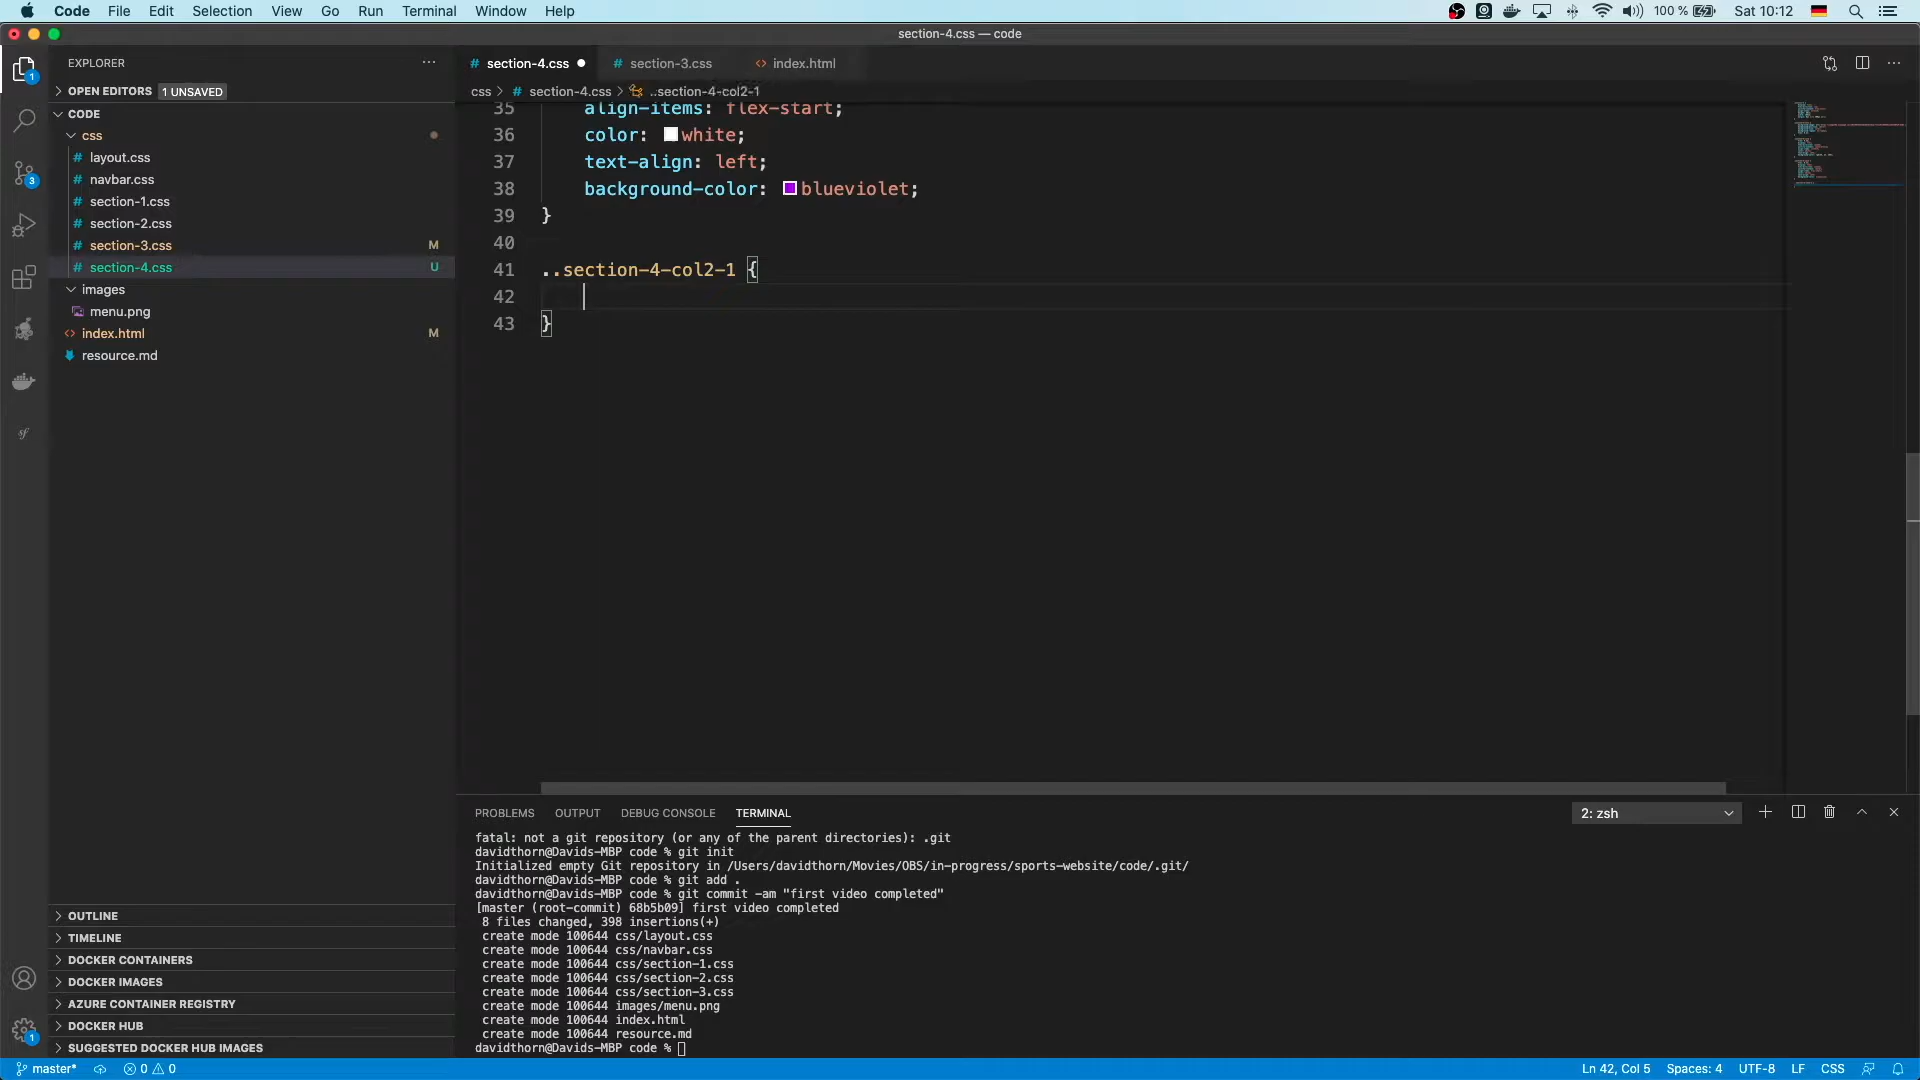 Code File Edit Selection View Go Run Terminal Window Help 100 % Sat 10:12
section-4.css — code
EXPLORER
OPEN EDITORS 1 UNSAVED
CODE
css
layout.css
navbar.css
section-1.css
section-2.css
section-3.css M
section-4.css U
images
menu.png
index.html M
resource.md
OUTLINE
TIMELINE
DOCKER CONTAINERS
DOCKER IMAGES
AZURE CONTAINER REGISTRY
DOCKER HUB
SUGGESTED DOCKER HUB IMAGES
1
3
1
# section-4.css # section-3.css <> index.html
css > # section-4.css > ..section-4-col2-1
35 align-items: flex-start;
36 color: white;
37 text-align: left;
38 background-color: blueviolet;
39 }
40
41 ..section-4-col2-1 {
42
43 }
PROBLEMS OUTPUT DEBUG CONSOLE TERMINAL 2: zsh
fatal: not a git repository (or any of the parent directories): .git
davidthorn@Davids-MBP code % git init
Initialized empty Git repository in /Users/davidthorn/Movies/OBS/in-progress/sports-website/code/.git/
davidthorn@Davids-MBP code % git add .
davidthorn@Davids-MBP code % git commit -am "first video completed"
[master (root-commit) 68b5b09] first video completed
8 files changed, 398 insertions(+)
create mode 100644 css/layout.css
create mode 100644 css/navbar.css
create mode 100644 css/section-1.css
create mode 100644 css/section-2.css
create mode 100644 css/section-3.css
create mode 100644 images/menu.png
create mode 100644 index.html
create mode 100644 resource.md
davidthorn@Davids-MBP code %
master* 0 0 Ln 42, Col 5 Spaces: 4 UTF-8 LF CSS